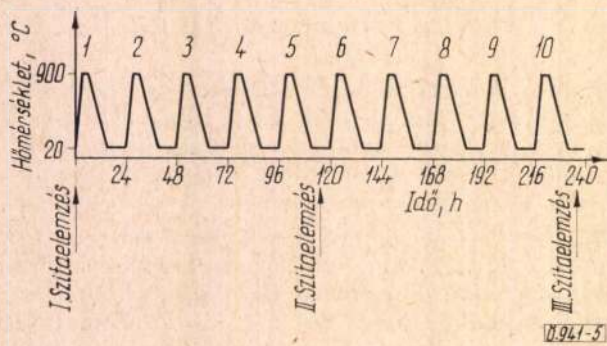 Hőmérséklet, °C
1 2 3 4 5 6 7 8 9 10
900
20
24 48 72 96 120 144 168 192 216 240
Idő, h
I. Szitaelemzés
II. Szitaelemzés
III. Szitaelemzés
Ö.941-5